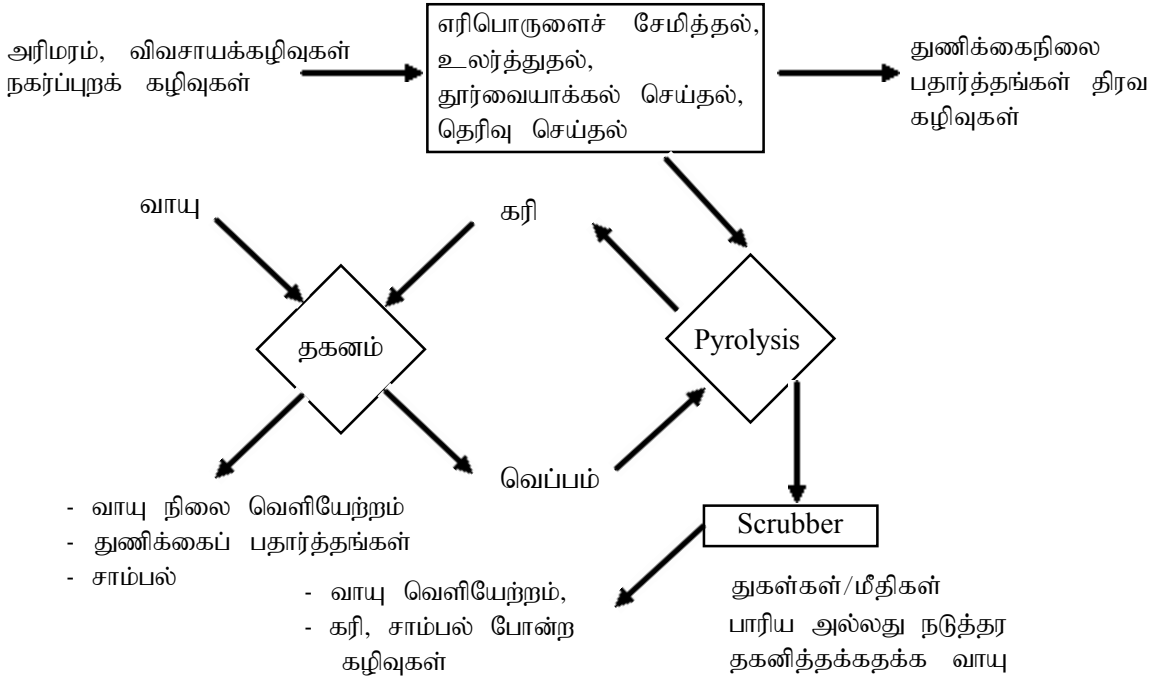 அரிமரம், விவசாயக்கழிவுகள்
நகர்ப்புறக் கழிவுகள்
எரிபொருளைச் சேமித்தல்,
உலர்த்துதல்,
தூர்வையாக்கல் செய்தல்,
தெரிவு செய்தல்
துணிக்கைநிலை
பதார்த்தங்கள் திரவ
கழிவுகள்
வாயு
கரி
தகனம்
Pyrolysis
வெப்பம்
- வாயு நிலை வெளியேற்றம்
- துணிக்கைப் பதார்த்தங்கள்
- சாம்பல்
Scrubber
- வாயு வெளியேற்றம்,
- கரி, சாம்பல் போன்ற
கழிவுகள்
துகள்கள்/மீதிகள்
பாரிய அல்லது நடுத்தர
தகனித்தக்கதக்க வாயு